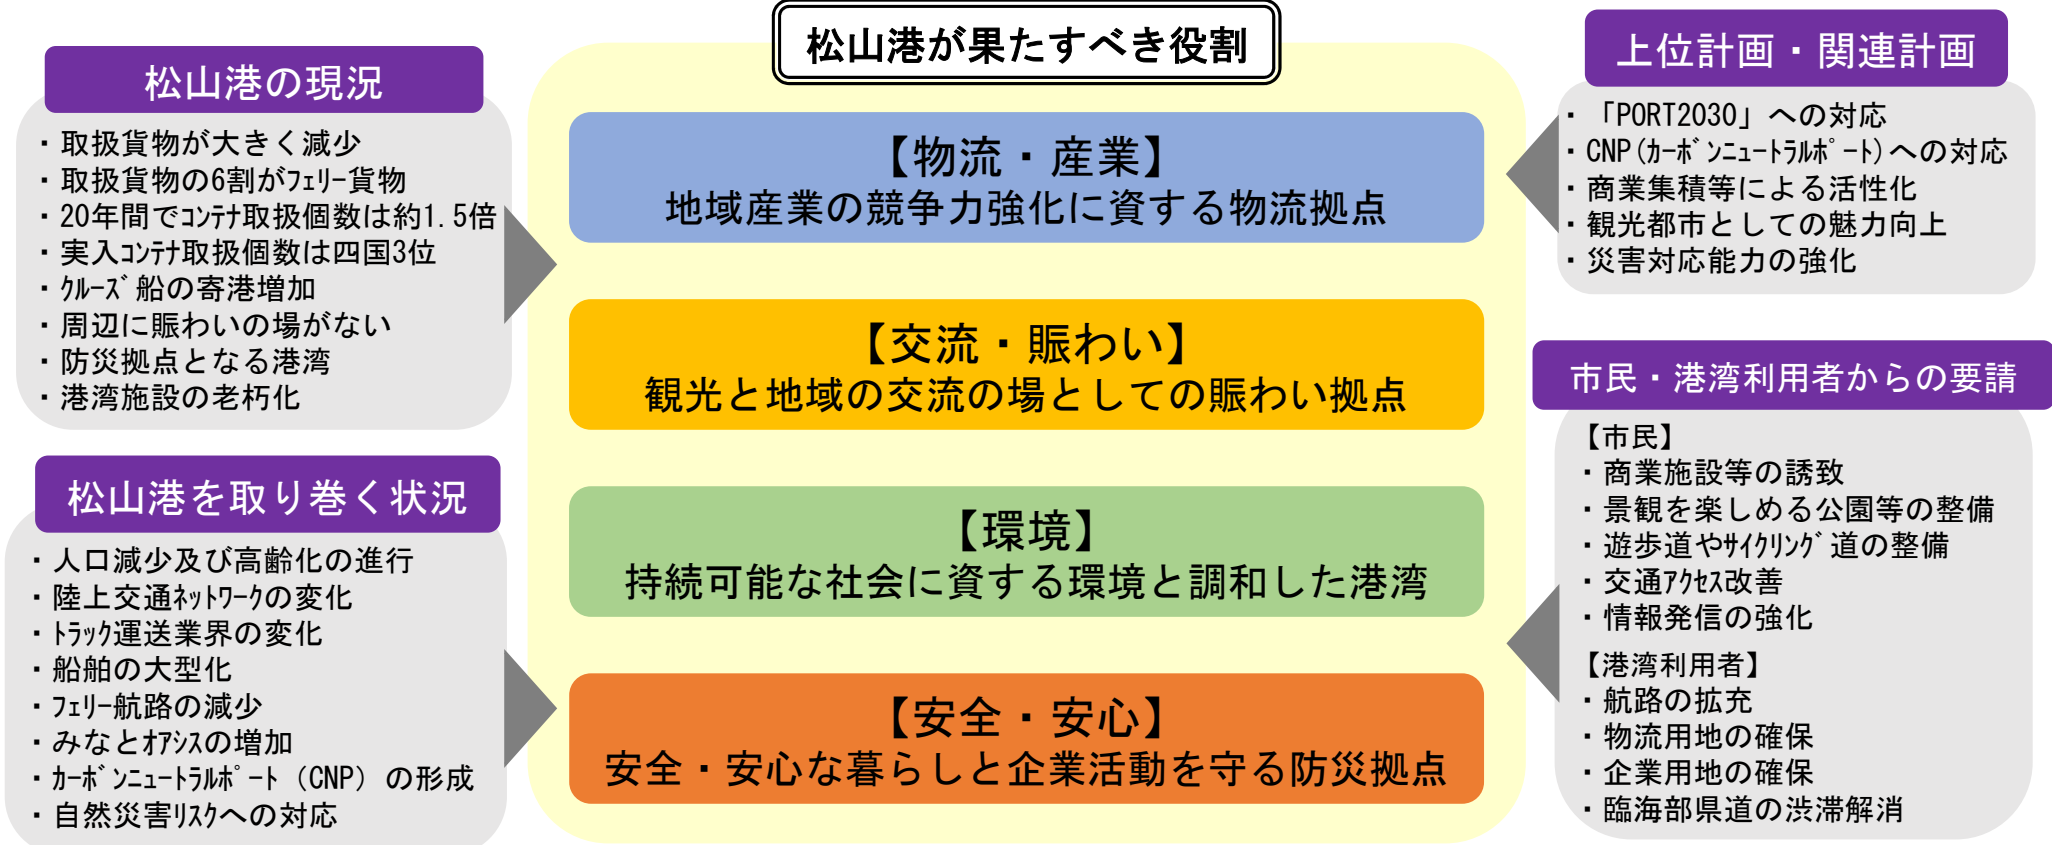 松山港が果たすべき役割
松山港の現況
・取扱貨物が大きく減少
・取扱貨物の6割がﾌｪﾘｰ貨物
・20年間でｺﾝﾃﾅ取扱個数は約1.5倍
・実入ｺﾝﾃﾅ取扱個数は四国3位
・ｸﾙｰｽﾞ船の寄港増加
・周辺に賑わいの場がない
・防災拠点となる港湾
・港湾施設の老朽化
松山港を取り巻く状況
・人口減少及び高齢化の進行
・陸上交通ﾈｯﾄﾜｰｸの変化
・ﾄﾗｯｸ運送業界の変化
・船舶の大型化
・ﾌｪﾘｰ航路の減少
・みなとｵｱｼｽの増加
・ｶｰﾎﾞﾝﾆｭｰﾄﾗﾙﾎﾟｰﾄ（CNP）の形成
・自然災害ﾘｽｸへの対応
【物流・産業】
地域産業の競争力強化に資する物流拠点
【交流・賑わい】
観光と地域の交流の場としての賑わい拠点
【環境】
持続可能な社会に資する環境と調和した港湾
【安全・安心】
安全・安心な暮らしと企業活動を守る防災拠点
上位計画・関連計画
・「PORT2030」への対応
・CNP(ｶｰﾎﾞﾝﾆｭｰﾄﾗﾙﾎﾟｰﾄ)への対応
・商業集積等による活性化
・観光都市としての魅力向上
・災害対応能力の強化
市民・港湾利用者からの要請
【市民】
・商業施設等の誘致
・景観を楽しめる公園等の整備
・遊歩道やｻｲｸﾘﾝｸﾞ道の整備
・交通ｱｸｾｽ改善
・情報発信の強化
【港湾利用者】
・航路の拡充
・物流用地の確保
・企業用地の確保
・臨海部県道の渋滞解消